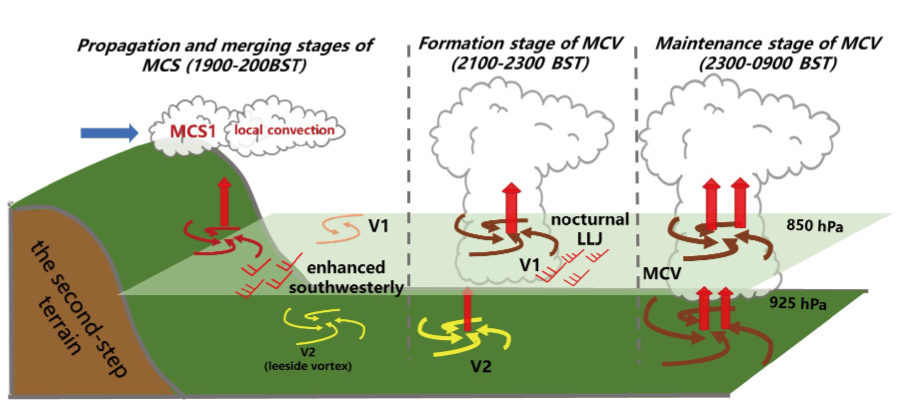 Propagation and merging stages of
MCS (1900-200BST)
Formation stage of MCV
(2100-2300 BST)
Maintenance stage of MCV
(2300-0900 BST)
MCS1
local convection
V1
nocturnal
LLJ
850 hPa
V1
enhanced
southwesterly
MCV
925 hPa
the second-step
terrain
V2
(leeside vortex)
V2